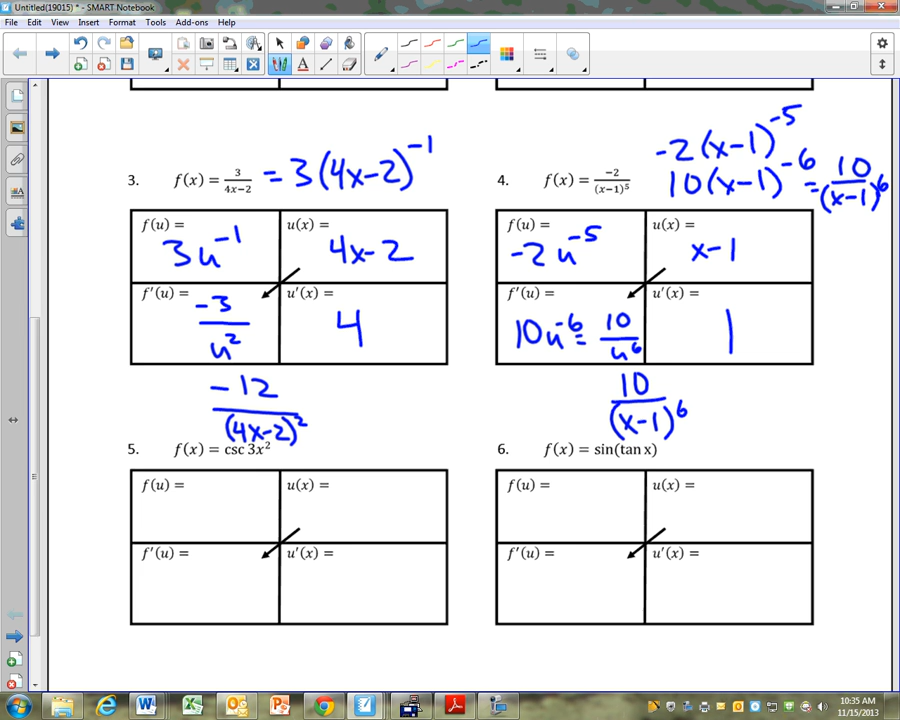 Untitled(19015) * - SMART Notebook
File Edit View Insert Format Tools Add-ons Help
-2(x-1)^-5
3. f(x) = 3/(4x-2) = 3(4x-2)^-1
4. f(x) = -2/(x-1)^5 10(x-1)^-6 = 10/(x-1)^6
f(u) = u(x) = f(u) = u(x) =
3u^-1 4x-2 -2u^-5 x-1
f'(u) = u'(x) = f'(u) = u'(x) =
-3/u^2 4 10u^-6 = 10/u^6 1
-12/(4x-2)^2 10/(x-1)^6
5. f(x) = csc 3x² 6. f(x) = sin(tan x)
f(u) = u(x) = f(u) = u(x) =
f'(u) = u'(x) = f'(u) = u'(x) =
10:35 AM
11/15/2013